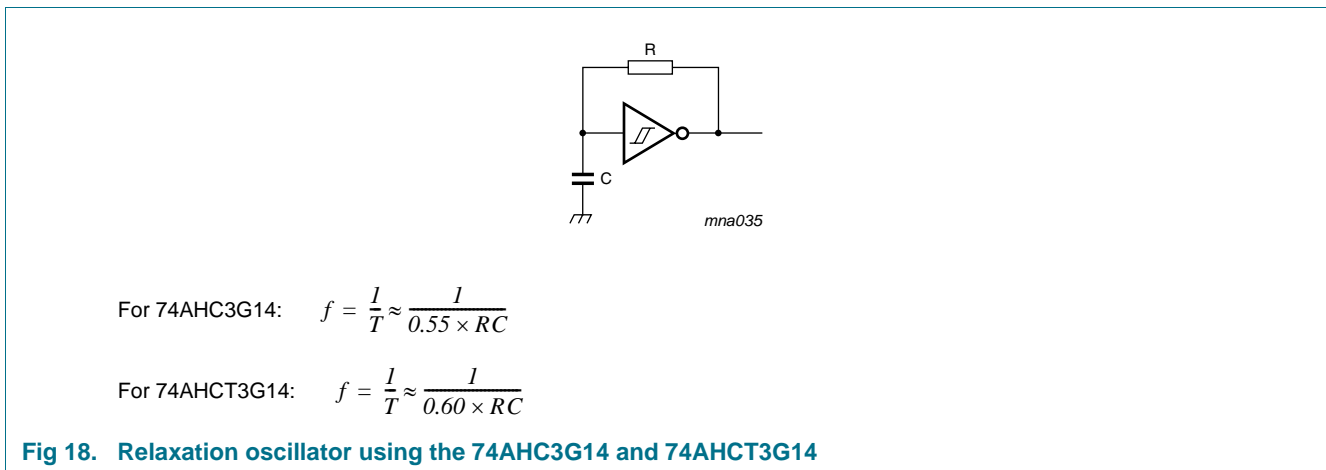 R
C
mna035
For 74AHC3G14: f = 1/T ≈ 1/(0.55 × RC)
For 74AHCT3G14: f = 1/T ≈ 1/(0.60 × RC)
Fig 18. Relaxation oscillator using the 74AHC3G14 and 74AHCT3G14